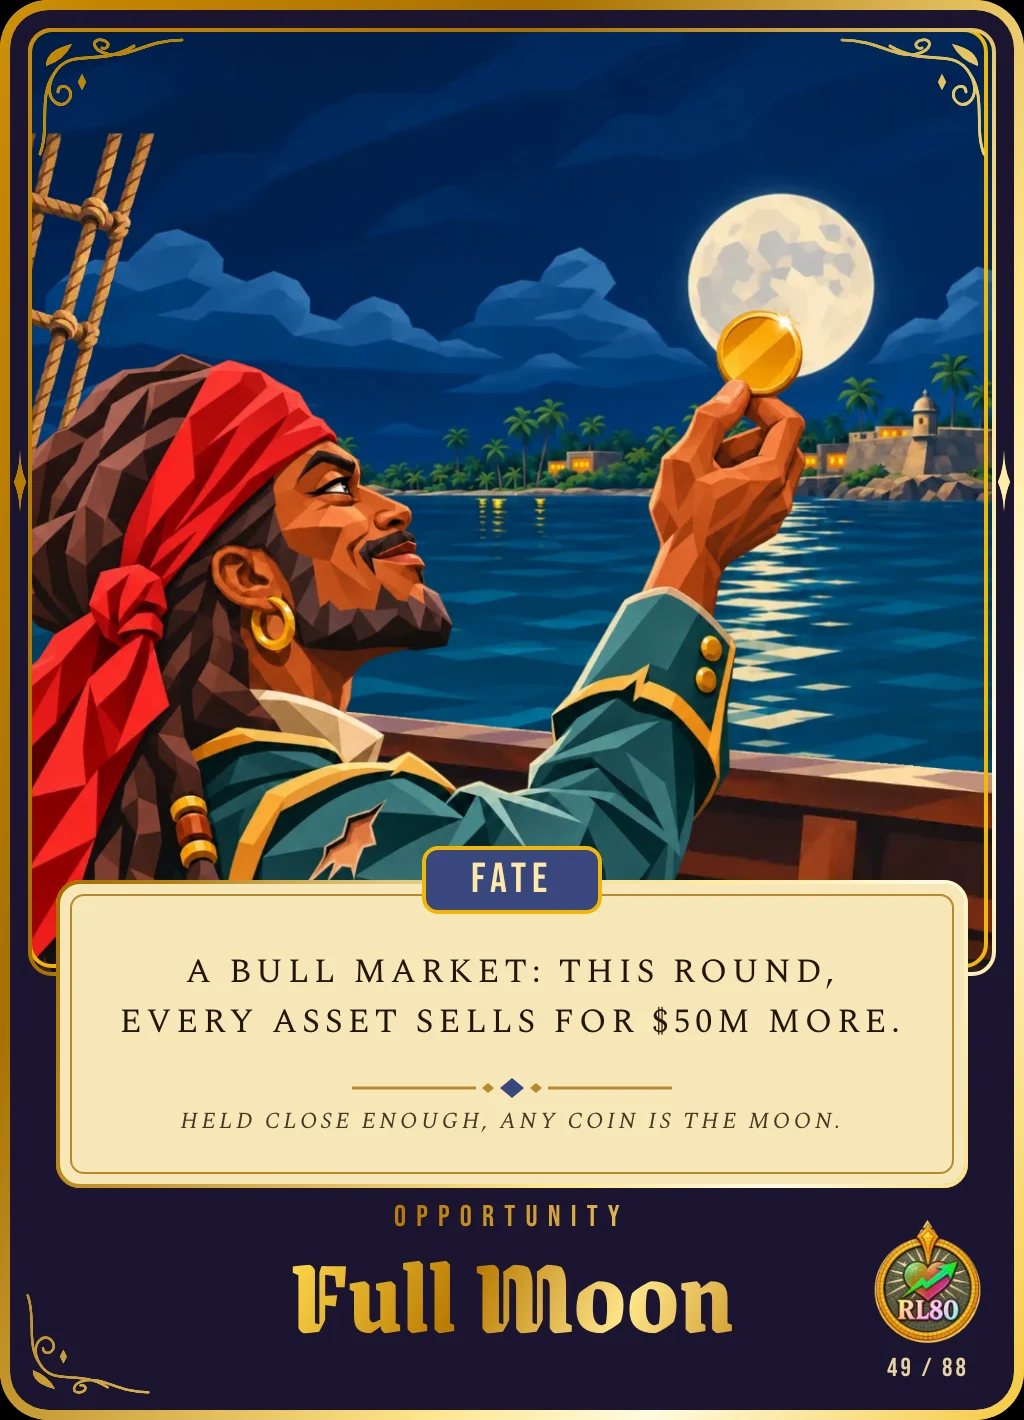 FATE
A BULL MARKET: THIS ROUND,
EVERY ASSET SELLS FOR $50M MORE.
HELD CLOSE ENOUGH, ANY COIN IS THE MOON.
OPPORTUNITY
Full Moon
RL80
49 / 88